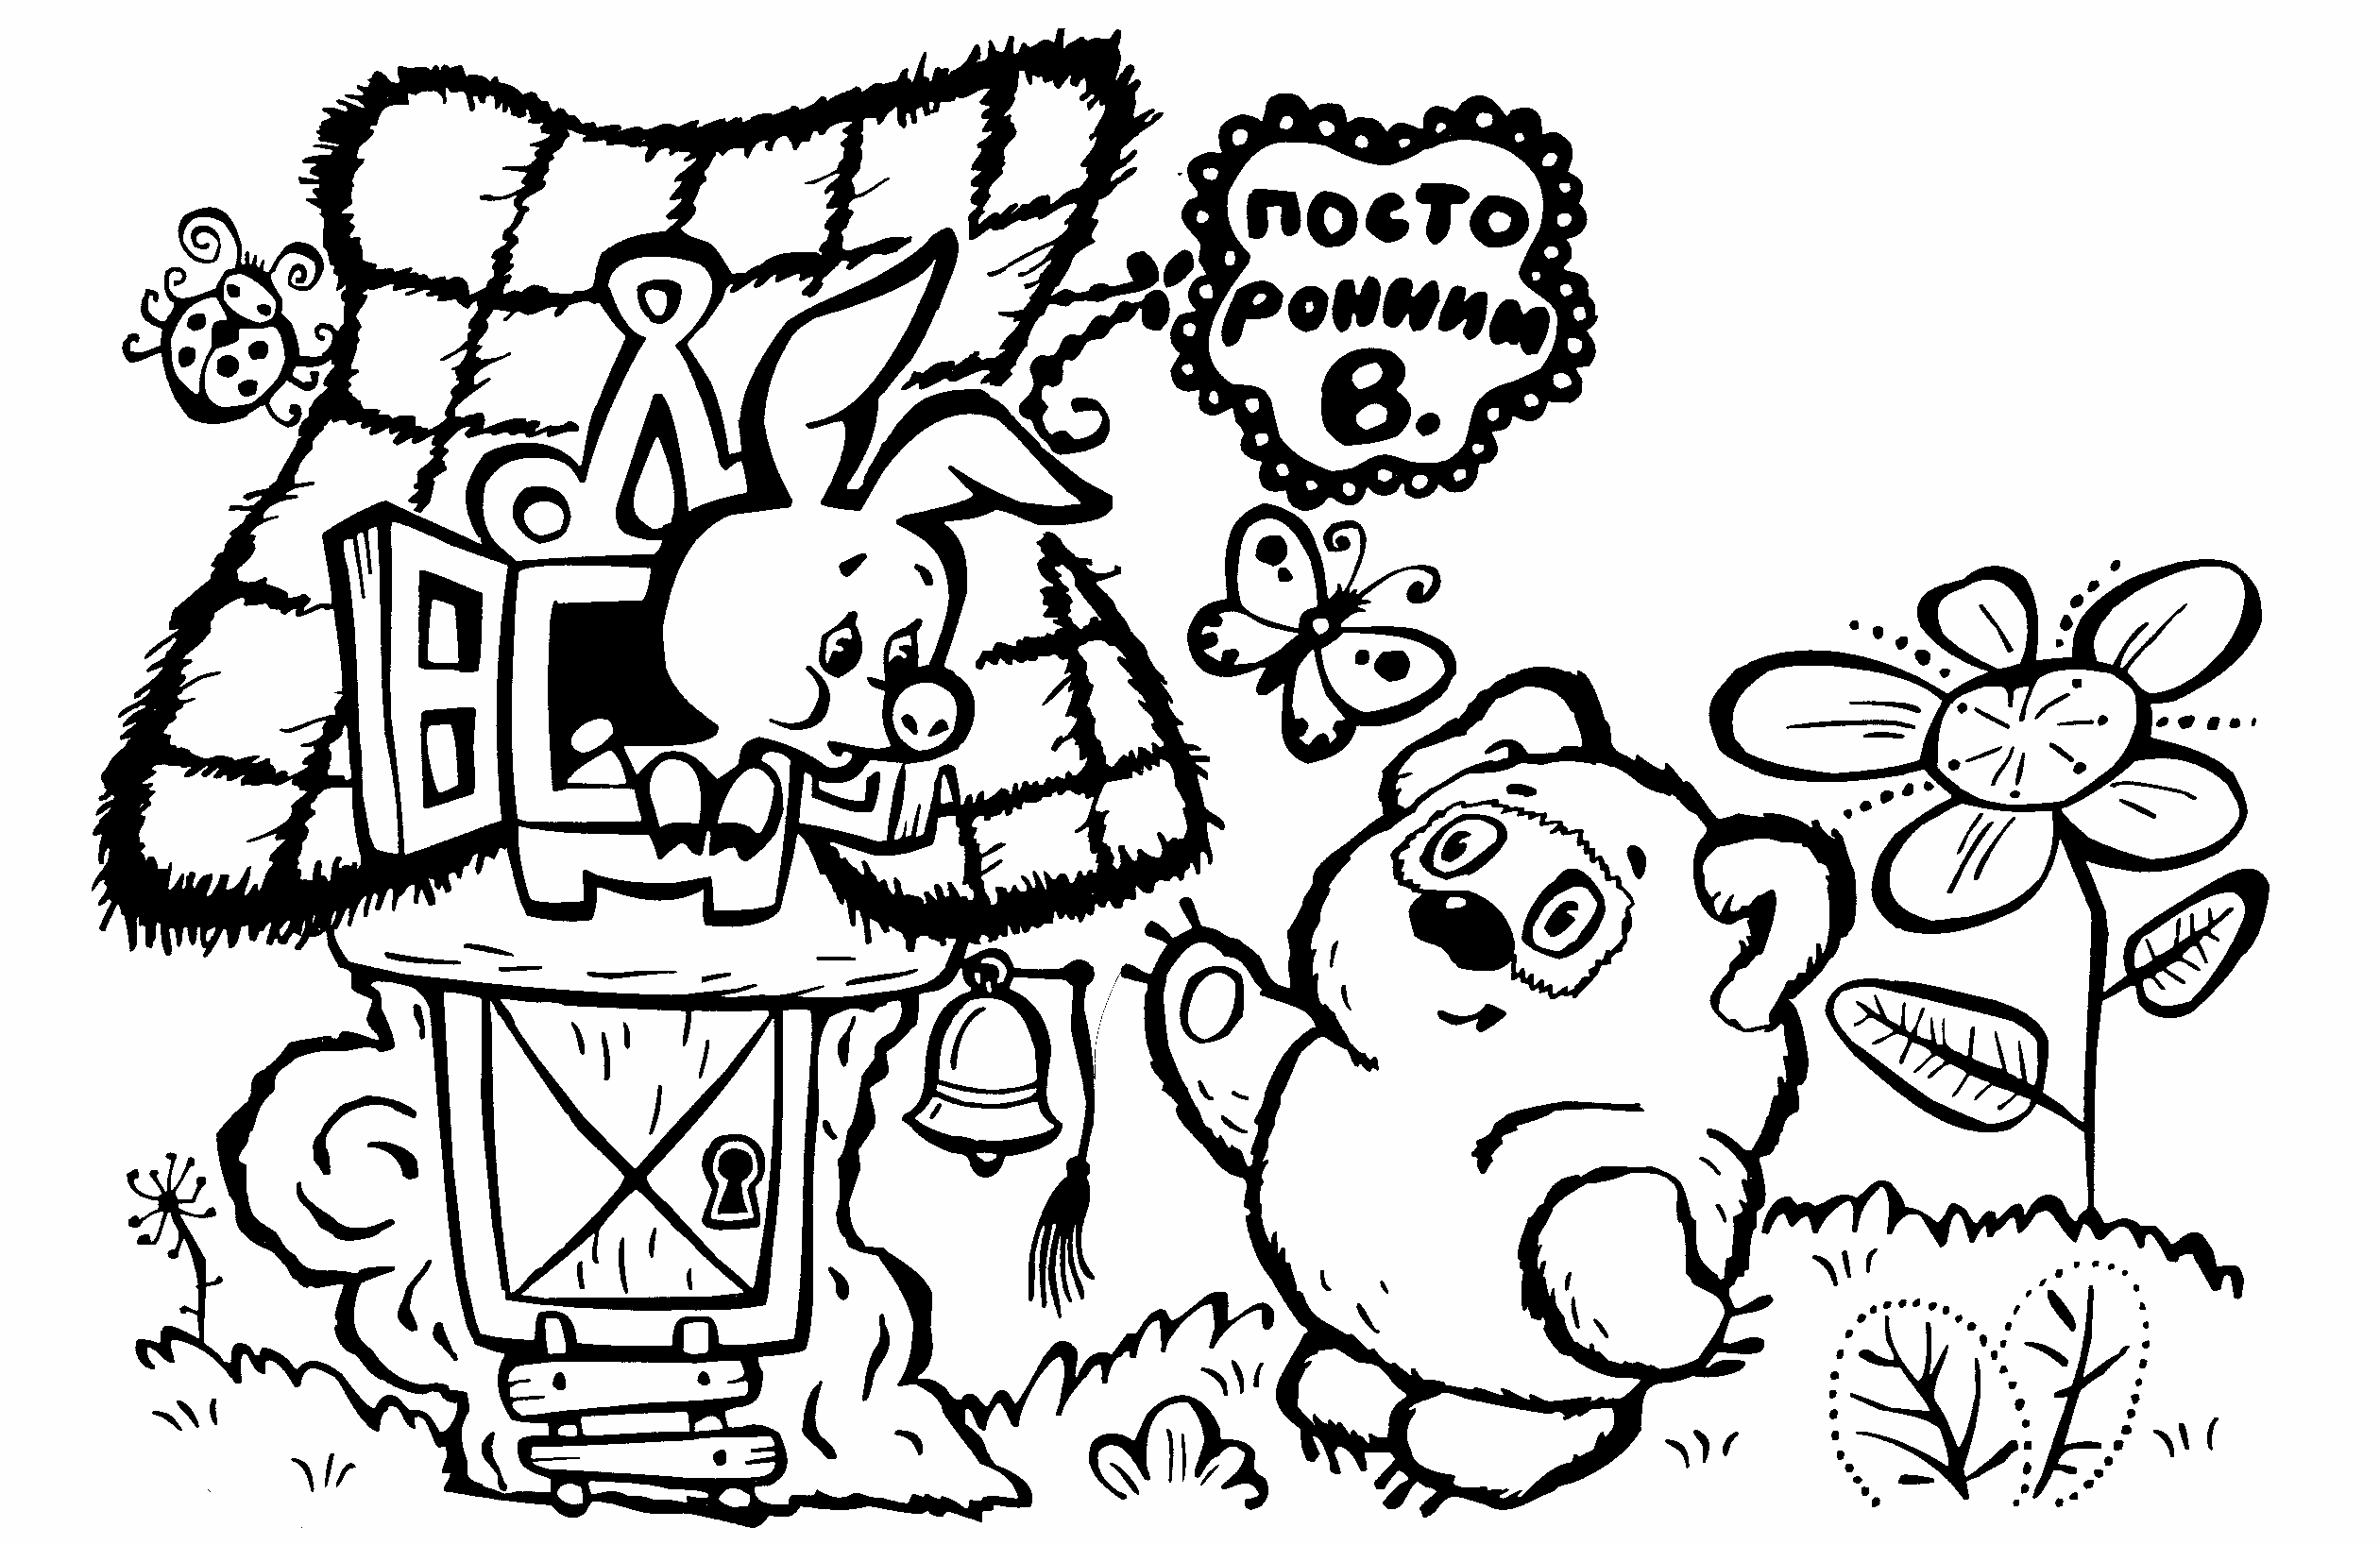 посто
ронним
в.